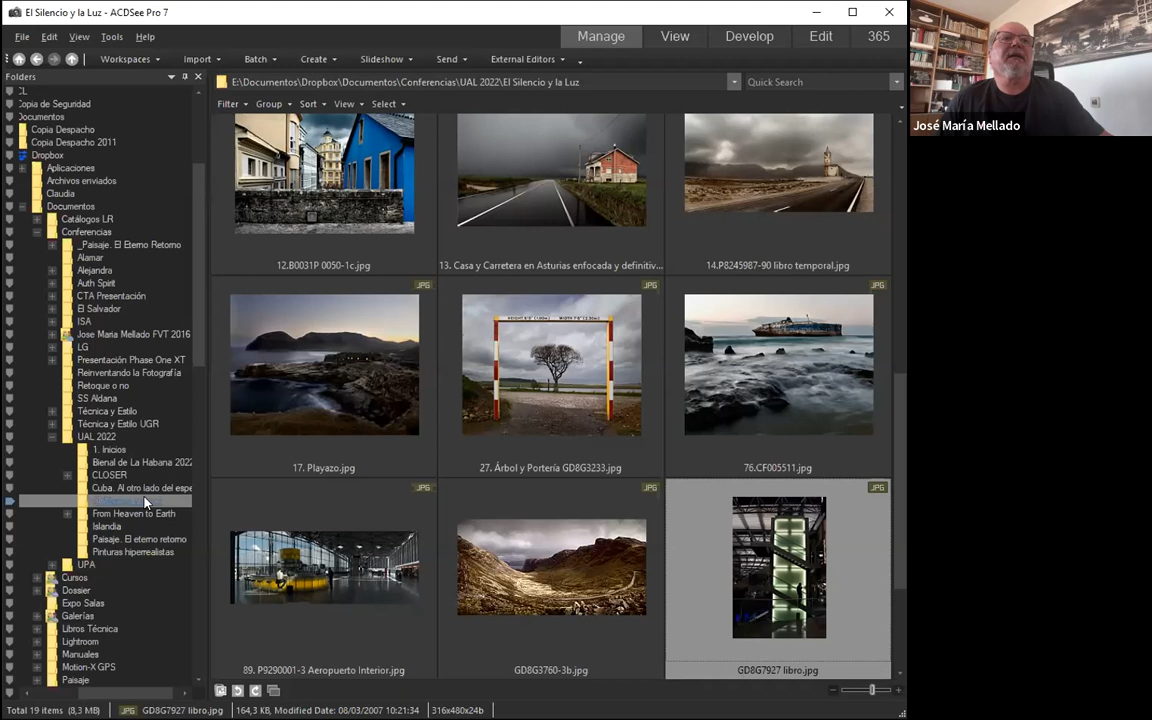 El Silencio y la Luz - ACDSee Pro 7
File Edit View Tools Help
Manage View Develop Edit 365
Workspaces Import Batch Create Slideshow Send External Editors
Folders
E:\Documentos\Dropbox\Documentos\Conferencias\UAL 2022\El Silencio y la Luz
Quick Search
Filter Group Sort View Select
CL
Copia de Seguridad
Documentos
Copia Despacho
Copia Despacho 2011
Dropbox
Aplicaciones
Archivos enviados
Claudia
Documentos
Catálogos LR
Conferencias
_Paisaje. El Eterno Retorno
Alamar
Alejandra
Auth Spirit
CTA Presentación
El Salvador
ISA
Jose Maria Mellado FVT 2016
LG
Presentación Phase One XT
Reinventando la Fotografía
Retoque o no
SS Aldana
Técnica y Estilo
Técnica y Estilo UGR
UAL 2022
1. Inicios
Bienal de La Habana 2022
CLOSER
Cuba. Al otro lado del espe
From Heaven to Earth
Islandia
Paisaje. El eterno retorno
Pinturas hiperrealistas
UPA
Cursos
Dossier
Expo Salas
Galerías
Libros Técnica
Lightroom
Manuales
Motion-X GPS
Paisaje
12.B0031P 0050-1c.jpg
13. Casa y Carretera en Asturias enfocada y definitiv...
14.P8245987-90 libro temporal.jpg
JPG
JPG
JPG
17. Playazo.jpg
27. Árbol y Portería GD8G3233.jpg
76.CF005511.jpg
JPG
JPG
JPG
89. P9290001-3 Aeropuerto Interior.jpg
GD8G3760-3b.jpg
GD8G7927 libro.jpg
Total 19 items (8,3 MB) JPG GD8G7927 libro.jpg 164,3 KB, Modified Date: 08/03/2007 10:21:34 316x480x24b
José María Mellado